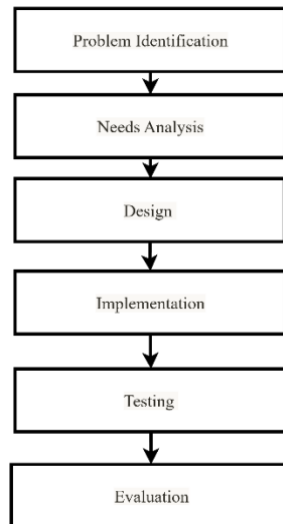 Problem Identification
Needs Analysis
Design
Implementation
Testing
Evaluation